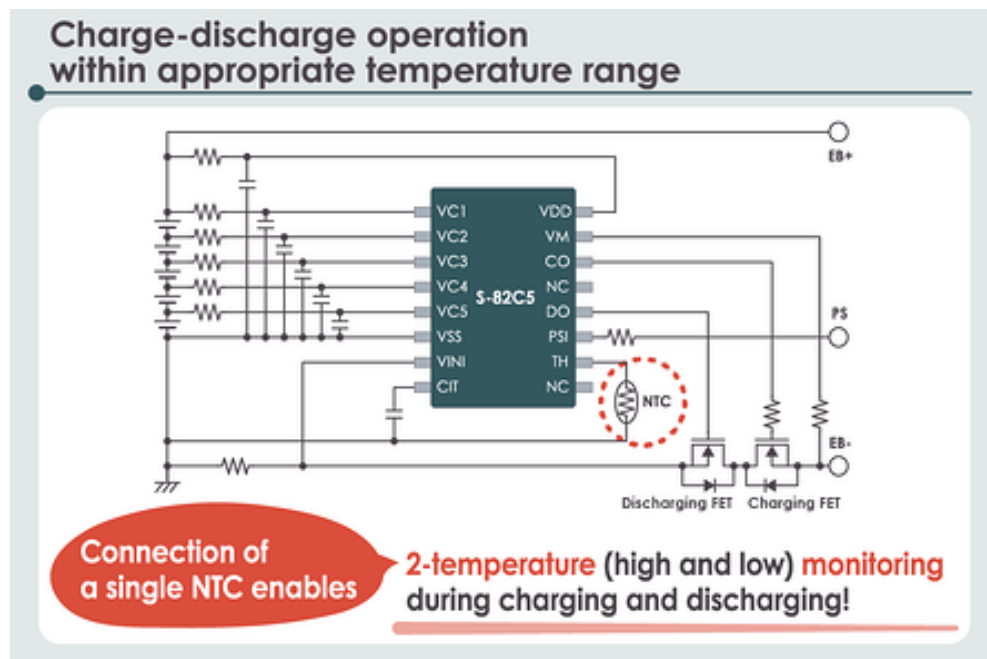 Charge-discharge operation
within appropriate temperature range
EB+
VC1
VDD
VC2
VM
VC3
CO
VC4
NC
S-82C5
VC5
DO
PS
VSS
PSI
VINI
TH
CIT
NC
NTC
EB-
Discharging FET
Charging FET
Connection of
a single NTC enables
2-temperature (high and low) monitoring
during charging and discharging!